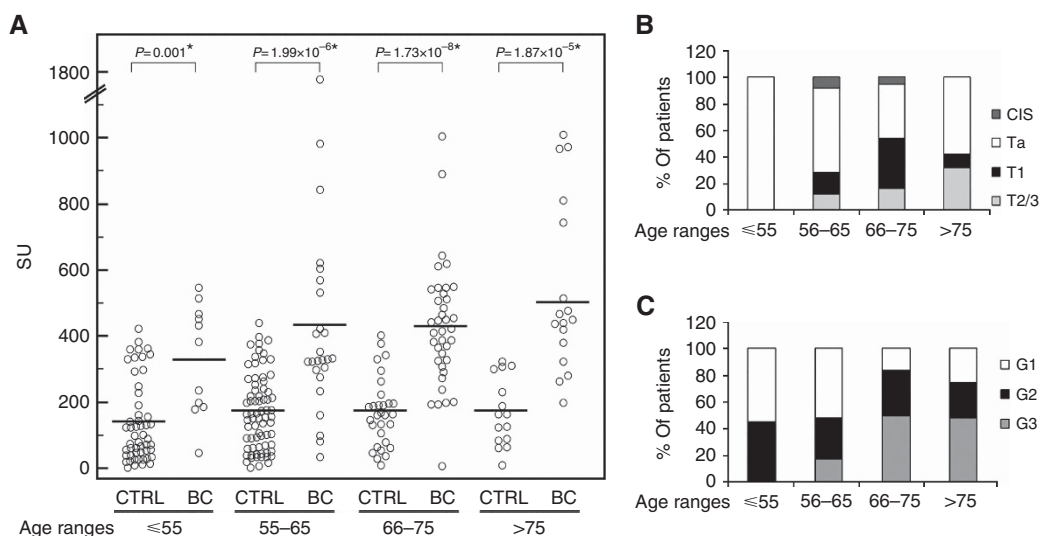 A
P=0.001*
P=1.99×10−6*
P=1.73×10−8*
P=1.87×10−5*
1800
1000
800
600
400
200
0
SU
CTRL BC CTRL BC CTRL BC CTRL BC
Age ranges ⩽55 55–65 66–75 >75
B
120
100
80
60
40
20
0
% Of patients
Age ranges ⩽55 56–65 66–75 >75
CIS
Ta
T1
T2/3
C
120
100
80
60
40
20
0
% Of patients
Age ranges ⩽55 56–65 66–75 >75
G1
G2
G3